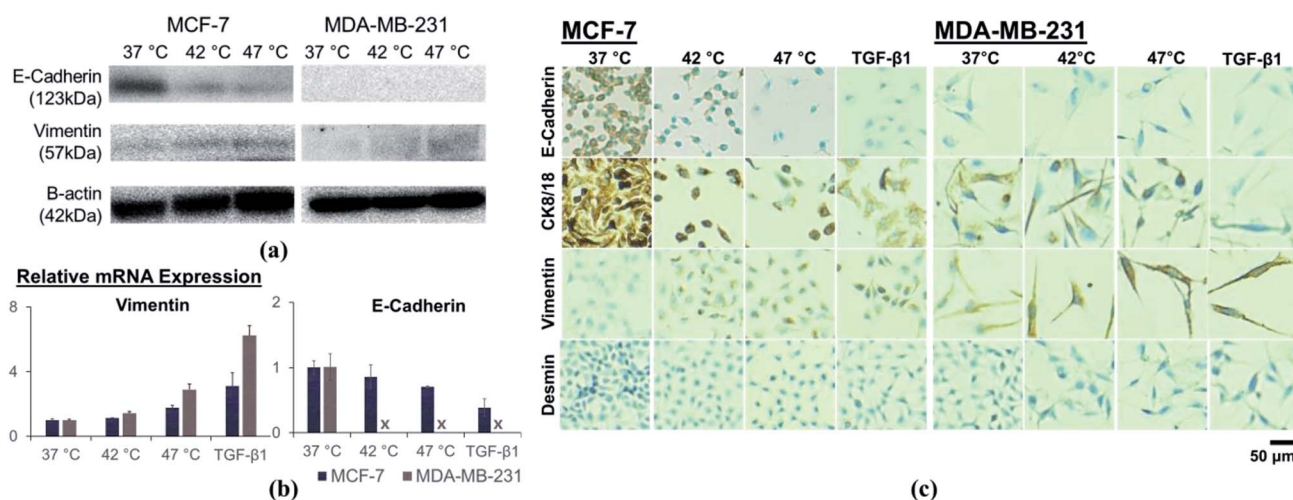 MCF-7 MDA-MB-231
37 °C 42 °C 47 °C 37 °C 42 °C 47 °C
E-Cadherin
(123kDa)
Vimentin
(57kDa)
B-actin
(42kDa)
(a)
Relative mRNA Expression
Vimentin
8
4
0
37 °C 42 °C 47 °C TGF-β1
E-Cadherin
2
1
0
x x x
37 °C 42 °C 47 °C TGF-β1
MCF-7 MDA-MB-231
(b)
MCF-7 MDA-MB-231
37 °C 42 °C 47 °C TGF-β1 37°C 42°C 47°C TGF-β1
E-Cadherin
CK8/18
Vimentin
Desmin
50 µm
(c)